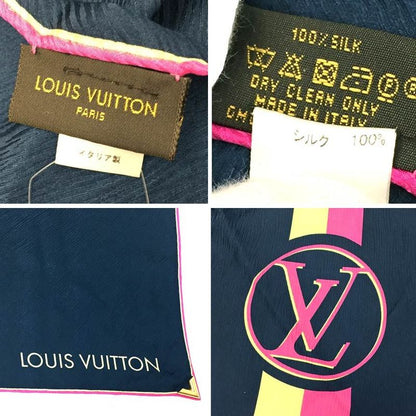 LOUIS VUITTON
PARIS
イタリア製
100% SILK
DRY CLEAN ONLY
MADE IN ITALY
シルク 100%
LOUIS VUITTON
LV